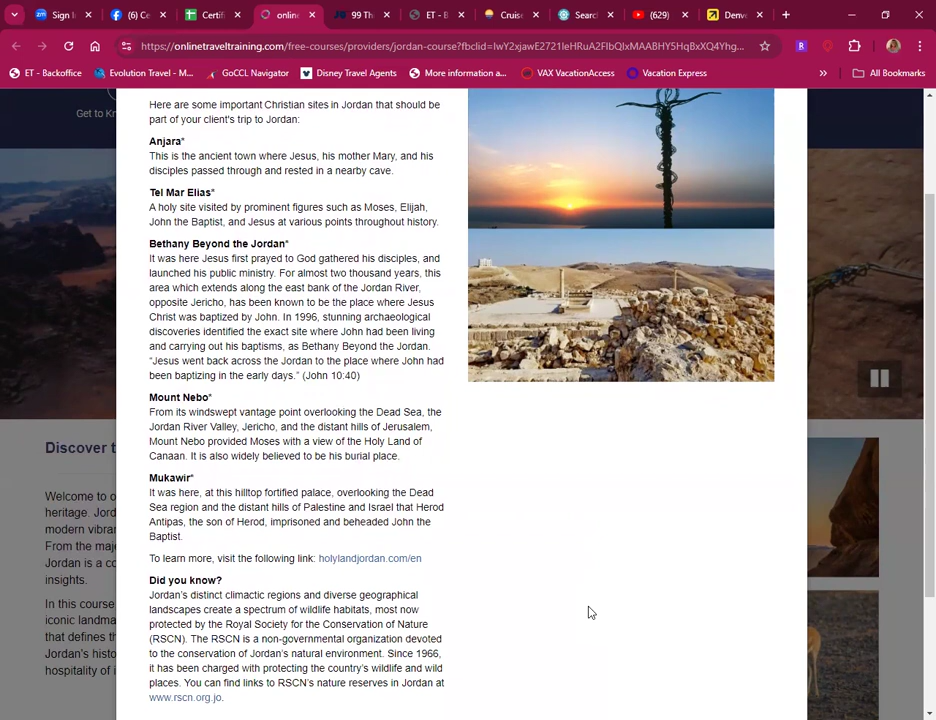 Sign I
(6) Ce
Certifi
online
99 Th
ET - B
Cruise
Searc
(629)
Denv
https://onlinetraveltraining.com/free-courses/providers/jordan-course?fbclid=
ET - Backoffice
Evolution Travel - M...
GoCCL Navigator
Disney Travel Agents
More information a...
VAX VacationAccess
Vacation Express
All Bookmarks
Get to Kn
Here are some important Christian sites in Jordan that should be
part of your client's trip to Jordan:
Anjara*
This is the ancient town where Jesus, his mother Mary, and his
disciples passed through and rested in a nearby cave.
Tel Mar Elias*
A holy site visited by prominent figures such as Moses, Elijah,
John the Baptist, and Jesus at various points throughout history.
Bethany Beyond the Jordan*
It was here Jesus first prayed to God gathered his disciples, and
launched his public ministry. For almost two thousand years, this
area which extends along the east bank of the Jordan River,
opposite Jericho, has been known to be the place where Jesus
Christ was baptized by John. In 1996, stunning archaeological
discoveries identified the exact site where John had been living
and carrying out his baptisms, as Bethany Beyond the Jordan.
“Jesus went back across the Jordan to the place where John had
been baptizing in the early days.” (John 10:40)
Mount Nebo*
From its windswept vantage point overlooking the Dead Sea, the
Jordan River Valley, Jericho, and the distant hills of Jerusalem,
Mount Nebo provided Moses with a view of the Holy Land of
Canaan. It is also widely believed to be his burial place.
Mukawir*
It was here, at this hilltop fortified palace, overlooking the Dead
Sea region and the distant hills of Palestine and Israel that Herod
Antipas, the son of Herod, imprisoned and beheaded John the
Baptist.
To learn more, visit the following link: holylandjordan.com/en
Did you know?
Jordan’s distinct climactic regions and diverse geographical
landscapes create a spectrum of wildlife habitats, most now
protected by the Royal Society for the Conservation of Nature
(RSCN). The RSCN is a non-governmental organization devoted
to the conservation of Jordan’s natural environment. Since 1966,
it has been charged with protecting the country’s wildlife and wild
places. You can find links to RSCN’s nature reserves in Jordan at
www.rscn.org.jo.
Discover t
Welcome to o
heritage. Jord
modern vibran
From the maje
Jordan is a co
insights.
In this course
iconic landma
that defines th
Jordan’s histo
hospitality of i